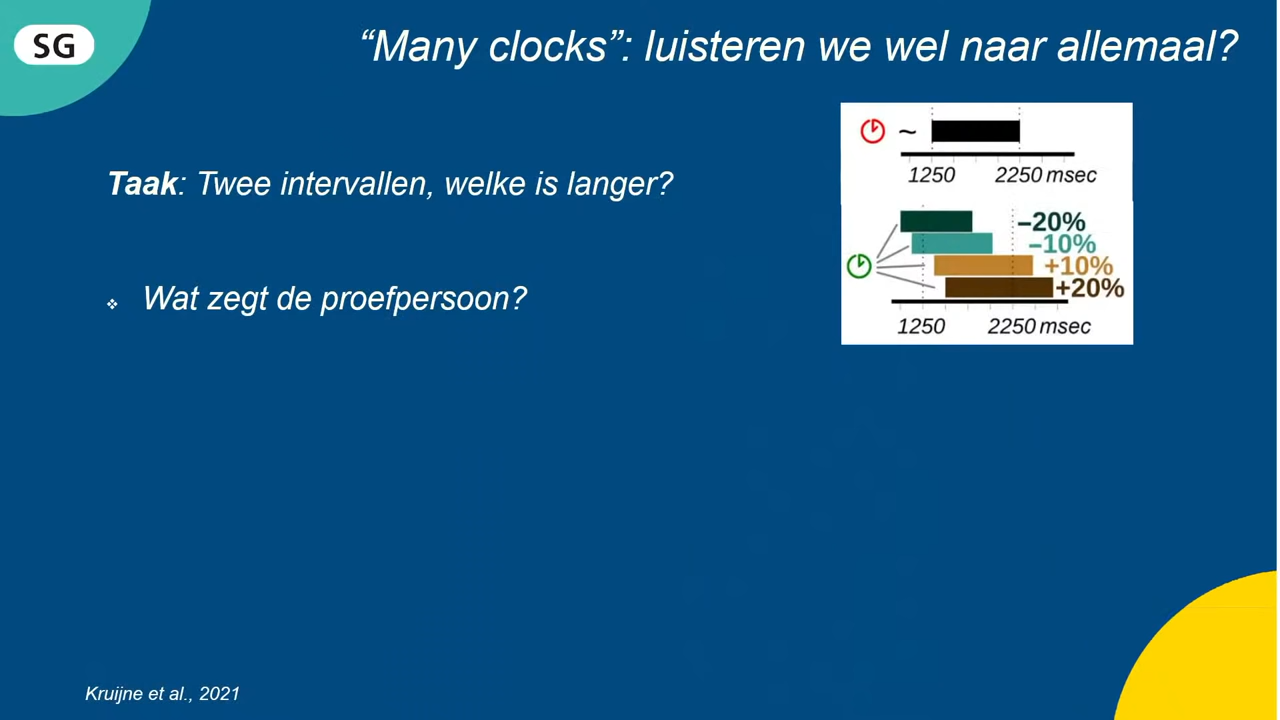 SG
“Many clocks”: luisteren we wel naar allemaal?
Taak: Twee intervallen, welke is langer?
❖ Wat zegt de proefpersoon?
~
1250 2250 msec
–20%
–10%
+10%
+20%
1250 2250 msec
Kruijne et al., 2021